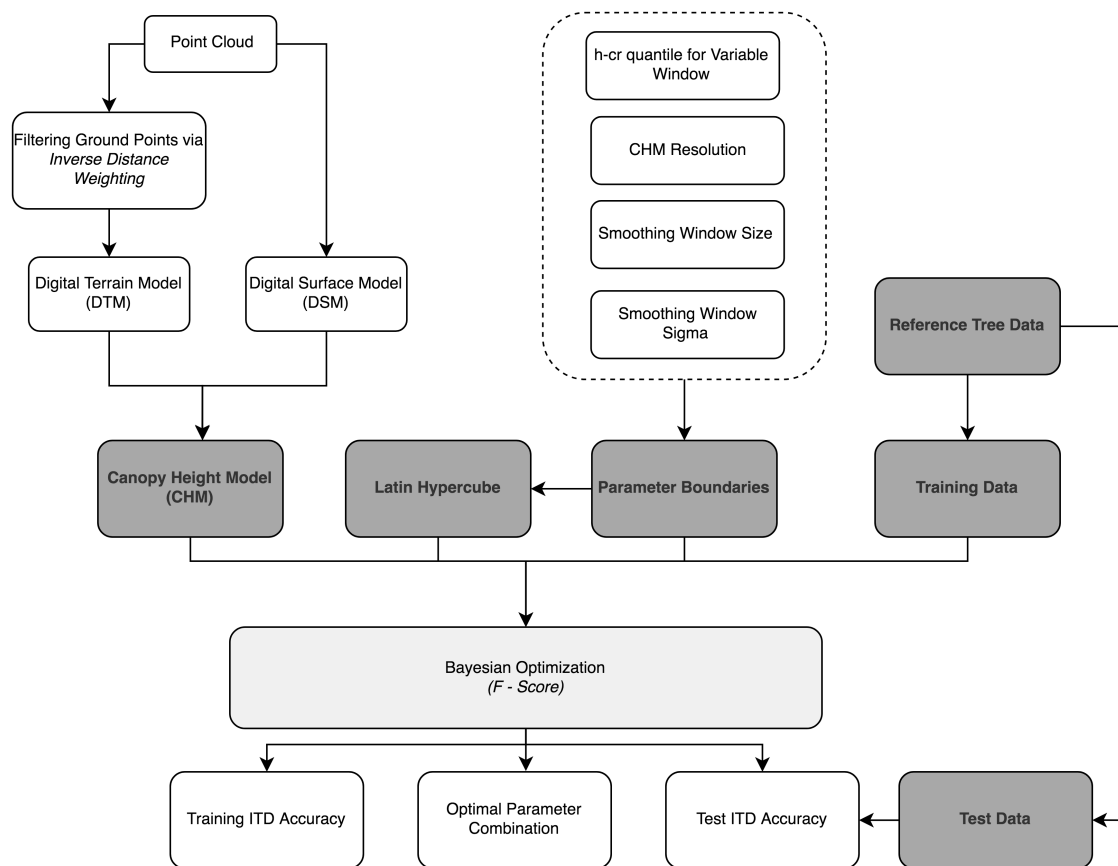 Point Cloud
Filtering Ground Points via
Inverse Distance
Weighting
Digital Terrain Model
(DTM)
Digital Surface Model
(DSM)
h-cr quantile for Variable
Window
CHM Resolution
Smoothing Window Size
Smoothing Window
Sigma
Reference Tree Data
Canopy Height Model
(CHM)
Latin Hypercube
Parameter Boundaries
Training Data
Bayesian Optimization
(F - Score)
Training ITD Accuracy
Optimal Parameter
Combination
Test ITD Accuracy
Test Data